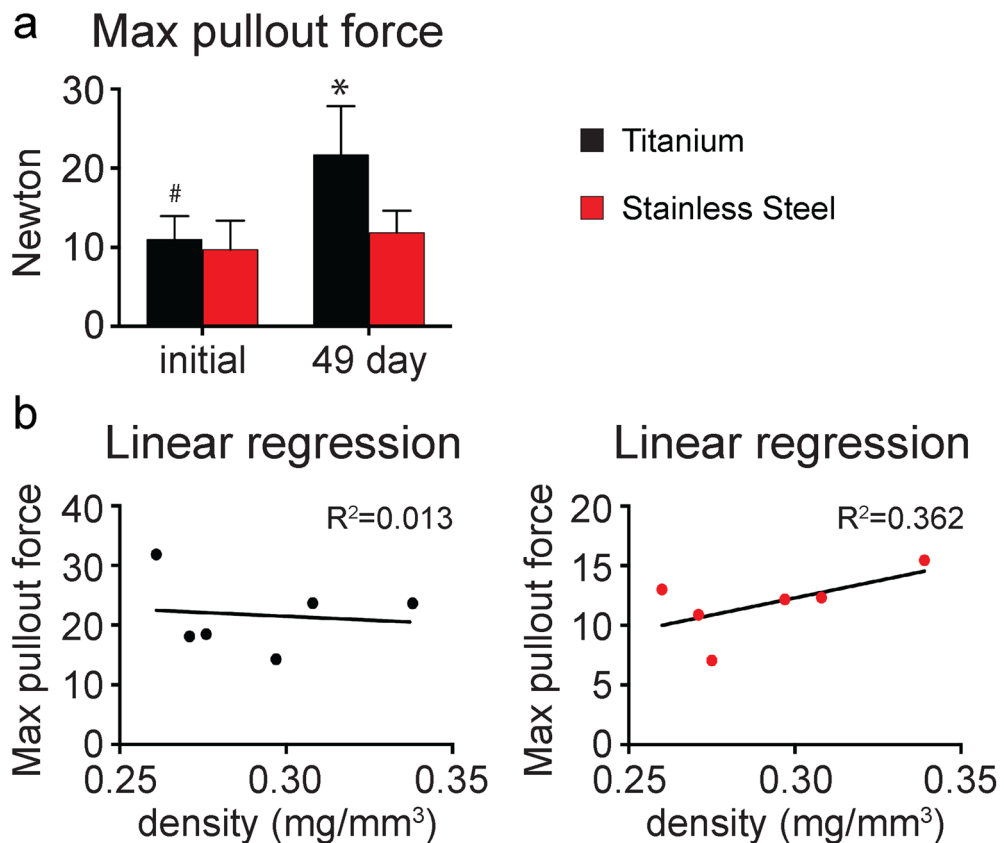 a
Max pullout force
30
20
10
0
Newton
#
*
initial
49 day
Titanium
Stainless Steel
b
Linear regression
R²=0.013
40
30
20
10
0
Max pullout force
0.25
0.30
0.35
density (mg/mm³)
Linear regression
R²=0.362
20
15
10
5
0
Max pullout force
0.25
0.30
0.35
density (mg/mm³)